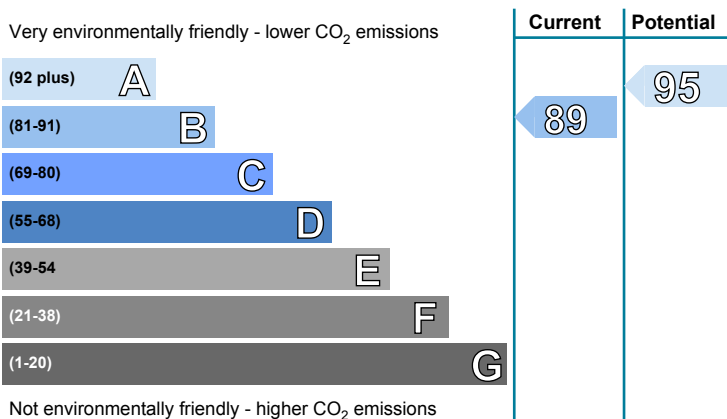 Very environmentally friendly - lower CO2 emissions
Current
Potential
(92 plus) A
95
(81-91) B
89
(69-80) C
(55-68) D
(39-54 E
(21-38) F
(1-20) G
Not environmentally friendly - higher CO2 emissions